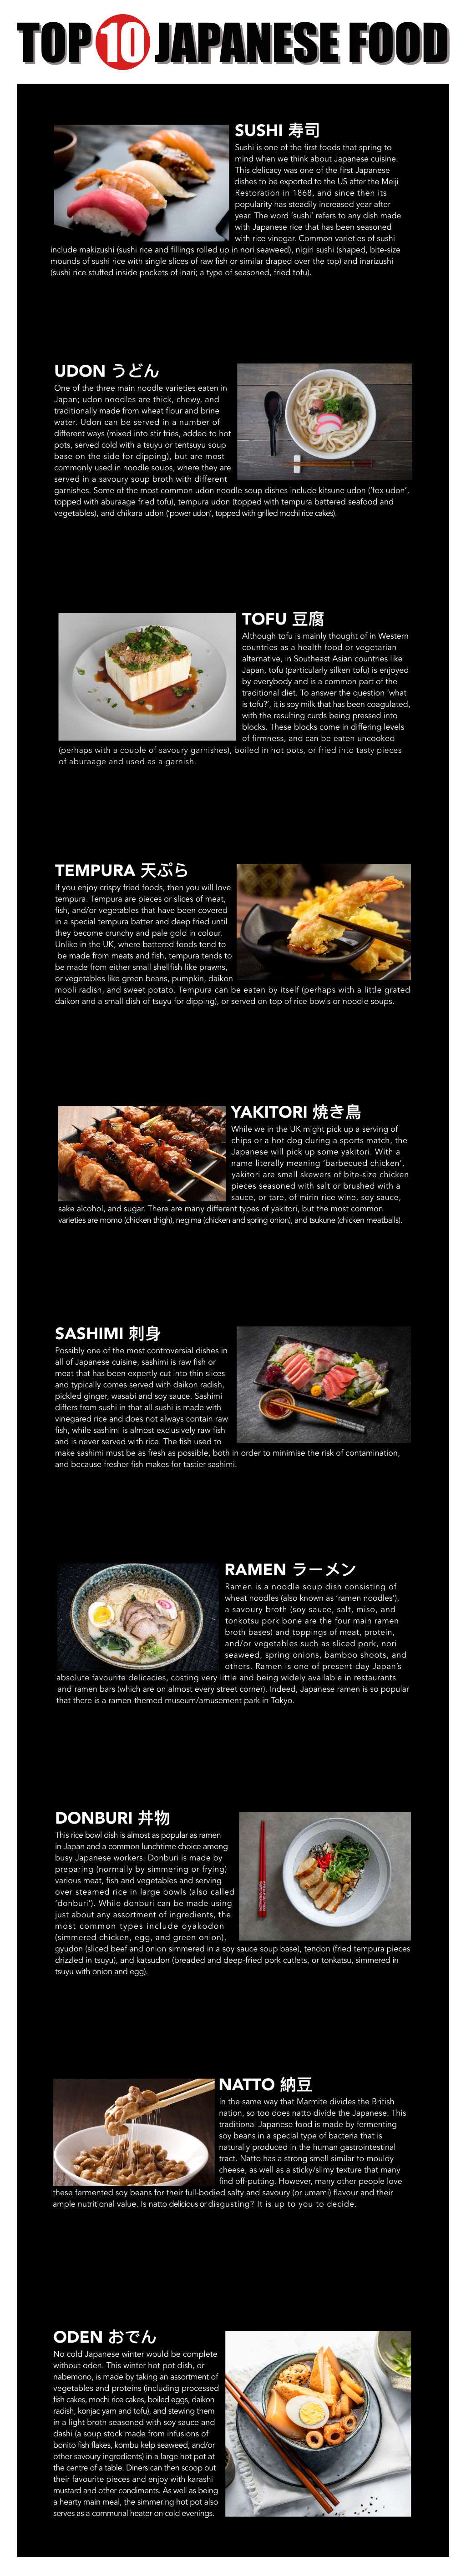 TOP 10 JAPANESE FOOD
SUSHI 寿司
Sushi is one of the first foods that spring to
mind when we think about Japanese cuisine.
This delicacy was one of the first Japanese
dishes to be exported to the US after the Meiji
Restoration in 1868, and since then its
popularity has steadily increased year after
year. The word ‘sushi’ refers to any dish made
with Japanese rice that has been seasoned
with rice vinegar. Common varieties of sushi
include makizushi (sushi rice and fillings rolled up in nori seaweed), nigiri sushi (shaped, bite-size
mounds of sushi rice with single slices of raw fish or similar draped over the top) and inarizushi
(sushi rice stuffed inside pockets of inari; a type of seasoned, fried tofu).
UDON うどん
One of the three main noodle varieties eaten in
Japan; udon noodles are thick, chewy, and
traditionally made from wheat flour and brine
water. Udon can be served in a number of
different ways (mixed into stir fries, added to hot
pots, served cold with a tsuyu or tentsuyu soup
base on the side for dipping), but are most
commonly used in noodle soups, where they are
served in a savoury soup broth with different
garnishes. Some of the most common udon noodle soup dishes include kitsune udon (‘fox udon’,
topped with aburaage fried tofu), tempura udon (topped with tempura battered seafood and
vegetables), and chikara udon (‘power udon’, topped with grilled mochi rice cakes).
TOFU 豆腐
Although tofu is mainly thought of in Western
countries as a health food or vegetarian
alternative, in Southeast Asian countries like
Japan, tofu (particularly silken tofu) is enjoyed
by everybody and is a common part of the
traditional diet. To answer the question ‘what
is tofu?’, it is soy milk that has been coagulated,
with the resulting curds being pressed into
blocks. These blocks come in differing levels
of firmness, and can be eaten uncooked
(perhaps with a couple of savoury garnishes), boiled in hot pots, or fried into tasty pieces
of aburaage and used as a garnish.
TEMPURA 天ぷら
If you enjoy crispy fried foods, then you will love
tempura. Tempura are pieces or slices of meat,
fish, and/or vegetables that have been covered
in a special tempura batter and deep fried until
they become crunchy and pale gold in colour.
Unlike in the UK, where battered foods tend to
be made from meats and fish, tempura tends to
be made from either small shellfish like prawns,
or vegetables like green beans, pumpkin, daikon
mooli radish, and sweet potato. Tempura can be eaten by itself (perhaps with a little grated
daikon and a small dish of tsuyu for dipping), or served on top of rice bowls or noodle soups.
YAKITORI 焼き鳥
While we in the UK might pick up a serving of
chips or a hot dog during a sports match, the
Japanese will pick up some yakitori. With a
name literally meaning ‘barbecued chicken’,
yakitori are small skewers of bite-size chicken
pieces seasoned with salt or brushed with a
sauce, or tare, of mirin rice wine, soy sauce,
sake alcohol, and sugar. There are many different types of yakitori, but the most common
varieties are momo (chicken thigh), negima (chicken and spring onion), and tsukune (chicken meatballs).
SASHIMI 刺身
Possibly one of the most controversial dishes in
all of Japanese cuisine, sashimi is raw fish or
meat that has been expertly cut into thin slices
and typically comes served with daikon radish,
pickled ginger, wasabi and soy sauce. Sashimi
differs from sushi in that all sushi is made with
vinegared rice and does not always contain raw
fish, while sashimi is almost exclusively raw fish
and is never served with rice. The fish used to
make sashimi must be as fresh as possible, both in order to minimise the risk of contamination,
and because fresher fish makes for tastier sashimi.
RAMEN ラーメン
Ramen is a noodle soup dish consisting of
wheat noodles (also known as ‘ramen noodles’),
a savoury broth (soy sauce, salt, miso, and
tonkotsu pork bone are the four main ramen
broth bases) and toppings of meat, protein,
and/or vegetables such as sliced pork, nori
seaweed, spring onions, bamboo shoots, and
others. Ramen is one of present-day Japan’s
absolute favourite delicacies, costing very little and being widely available in restaurants
and ramen bars (which are on almost every street corner). Indeed, Japanese ramen is so popular
that there is a ramen-themed museum/amusement park in Tokyo.
DONBURI 丼物
This rice bowl dish is almost as popular as ramen
in Japan and a common lunchtime choice among
busy Japanese workers. Donburi is made by
preparing (normally by simmering or frying)
various meat, fish and vegetables and serving
over steamed rice in large bowls (also called
‘donburi’). While donburi can be made using
just about any assortment of ingredients, the
most common types include oyakodon
(simmered chicken, egg, and green onion),
gyudon (sliced beef and onion simmered in a soy sauce soup base), tendon (fried tempura pieces
drizzled in tsuyu), and katsudon (breaded and deep-fried pork cutlets, or tonkatsu, simmered in
tsuyu with onion and egg).
NATTO 納豆
In the same way that Marmite divides the British
nation, so too does natto divide the Japanese. This
traditional Japanese food is made by fermenting
soy beans in a special type of bacteria that is
naturally produced in the human gastrointestinal
tract. Natto has a strong smell similar to mouldy
cheese, as well as a sticky/slimy texture that many
find off-putting. However, many other people love
these fermented soy beans for their full-bodied salty and savoury (or umami) flavour and their
ample nutritional value. Is natto delicious or disgusting? It is up to you to decide.
ODEN おでん
No cold Japanese winter would be complete
without oden. This winter hot pot dish, or
nabemono, is made by taking an assortment of
vegetables and proteins (including processed
fish cakes, mochi rice cakes, boiled eggs, daikon
radish, konjac yam and tofu), and stewing them
in a light broth seasoned with soy sauce and
dashi (a soup stock made from infusions of
bonito fish flakes, kombu kelp seaweed, and/or
other savoury ingredients) in a large hot pot at
the centre of a table. Diners can then scoop out
their favourite pieces and enjoy with karashi
mustard and other condiments. As well as being
a hearty main meal, the simmering hot pot also
serves as a communal heater on cold evenings.